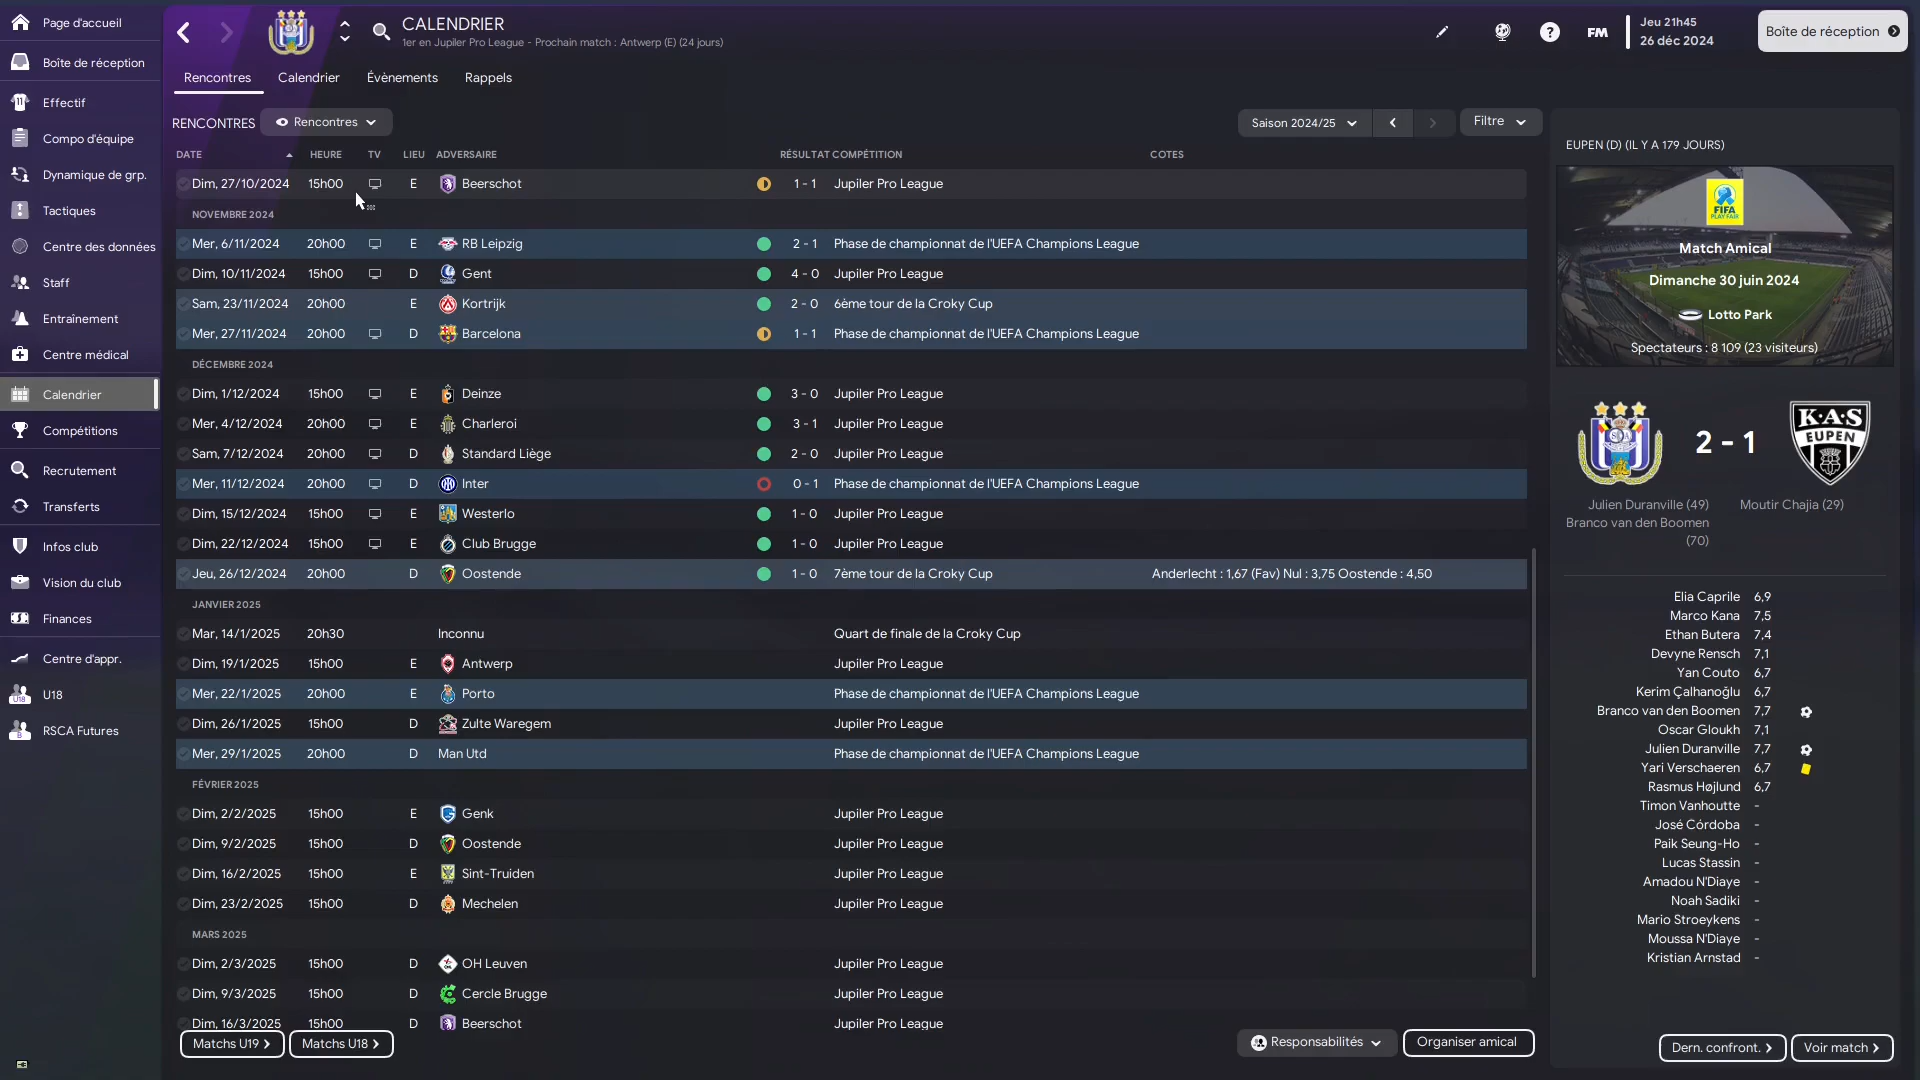 Page d'accueil
Boîte de réception
Effectif
Compo d'équipe
Dynamique de grp.
Tactiques
Centre des données
Staff
Entraînement
Centre médical
Calendrier
Compétitions
Recrutement
Transferts
Infos club
Vision du club
Finances
Centre d'appr.
U18
RSCA Futures
CALENDRIER
1er en Jupiler Pro League - Prochain match : Antwerp (E) (24 jours)
FM
Jeu 21h45
26 déc 2024
Boîte de réception
Rencontres Calendrier Évènements Rappels
RENCONTRES Rencontres Saison 2024/25 Filtre
DATE HEURE TV LIEU ADVERSAIRE RÉSULTAT COMPÉTITION COTES
Dim, 27/10/2024 15h00 E Beerschot 1 - 1 Jupiler Pro League
NOVEMBRE 2024
Mer, 6/11/2024 20h00 E RB Leipzig 2 - 1 Phase de championnat de l'UEFA Champions League
Dim, 10/11/2024 15h00 D Gent 4 - 0 Jupiler Pro League
Sam, 23/11/2024 20h00 E Kortrijk 2 - 0 6ème tour de la Croky Cup
Mer, 27/11/2024 20h00 D Barcelona 1 - 1 Phase de championnat de l'UEFA Champions League
DÉCEMBRE 2024
Dim, 1/12/2024 15h00 E Deinze 3 - 0 Jupiler Pro League
Mer, 4/12/2024 20h00 E Charleroi 3 - 1 Jupiler Pro League
Sam, 7/12/2024 20h00 D Standard Liège 2 - 0 Jupiler Pro League
Mer, 11/12/2024 20h00 D Inter 0 - 1 Phase de championnat de l'UEFA Champions League
Dim, 15/12/2024 15h00 E Westerlo 1 - 0 Jupiler Pro League
Dim, 22/12/2024 15h00 E Club Brugge 1 - 0 Jupiler Pro League
Jeu, 26/12/2024 20h00 D Oostende 1 - 0 7ème tour de la Croky Cup Anderlecht : 1,67 (Fav) Nul : 3,75 Oostende : 4,50
JANVIER 2025
Mar, 14/1/2025 20h30 Inconnu Quart de finale de la Croky Cup
Dim, 19/1/2025 15h00 E Antwerp Jupiler Pro League
Mer, 22/1/2025 20h00 E Porto Phase de championnat de l'UEFA Champions League
Dim, 26/1/2025 15h00 D Zulte Waregem Jupiler Pro League
Mer, 29/1/2025 20h00 D Man Utd Phase de championnat de l'UEFA Champions League
FÉVRIER 2025
Dim, 2/2/2025 15h00 E Genk Jupiler Pro League
Dim, 9/2/2025 15h00 D Oostende Jupiler Pro League
Dim, 16/2/2025 15h00 E Sint-Truiden Jupiler Pro League
Dim, 23/2/2025 15h00 D Mechelen Jupiler Pro League
MARS 2025
Dim, 2/3/2025 15h00 D OH Leuven Jupiler Pro League
Dim, 9/3/2025 15h00 D Cercle Brugge Jupiler Pro League
Dim, 16/3/2025 15h00 D Beerschot Jupiler Pro League
Matchs U19 Matchs U18 Responsabilités Organiser amical
EUPEN (D) (IL Y A 179 JOURS)
FIFA
PLAY FAIR
Match Amical
Dimanche 30 juin 2024
Lotto Park
Spectateurs : 8 109 (23 visiteurs)
2 - 1
K·A·S
EUPEN
Julien Duranville (49) Moutir Chajia (29)
Branco van den Boomen
(70)
Elia Caprile 6,9
Marco Kana 7,5
Ethan Butera 7,4
Devyne Rensch 7,1
Yan Couto 6,7
Kerim Çalhanoğlu 6,7
Branco van den Boomen 7,7
Oscar Gloukh 7,1
Julien Duranville 7,7
Yari Verschaeren 6,7
Rasmus Højlund 6,7
Timon Vanhoutte -
José Córdoba -
Paik Seung-Ho -
Lucas Stassin -
Amadou N'Diaye -
Noah Sadiki -
Mario Stroeykens -
Moussa N'Diaye -
Kristian Arnstad -
Dern. confront. Voir match